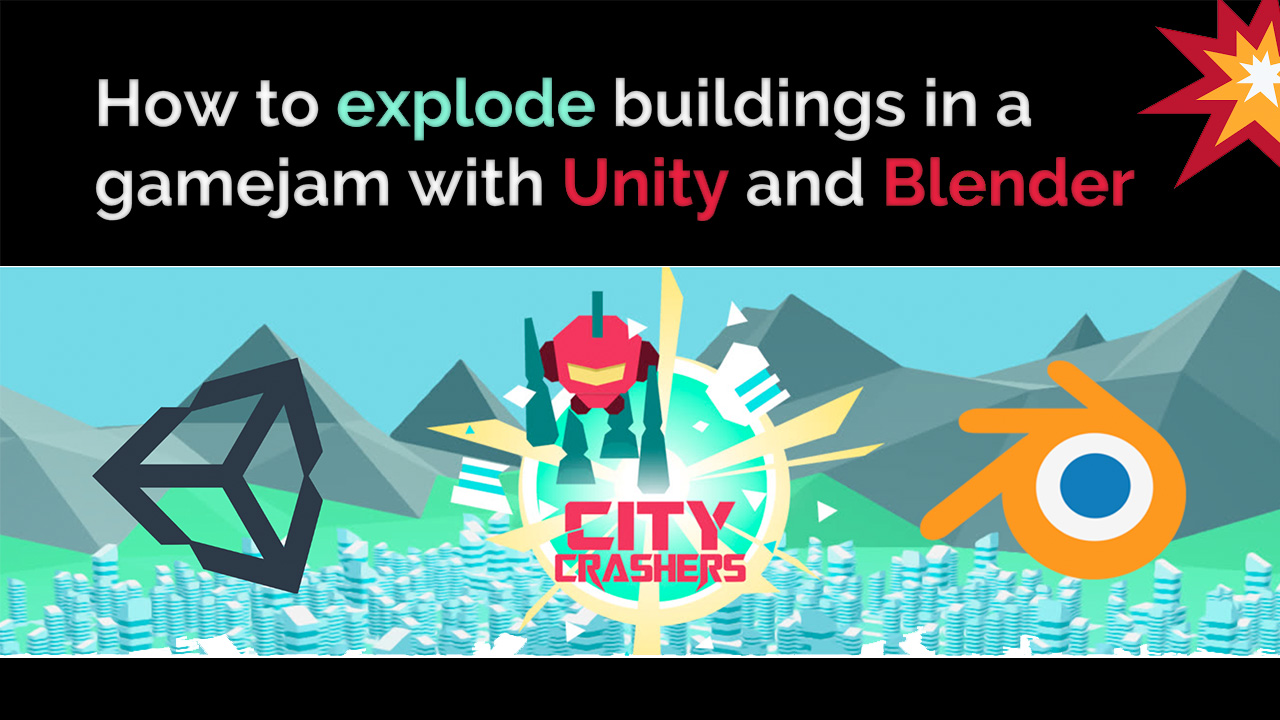 How to explode buildings in a
gamejam with Unity and Blender
CITY
CRASHERS